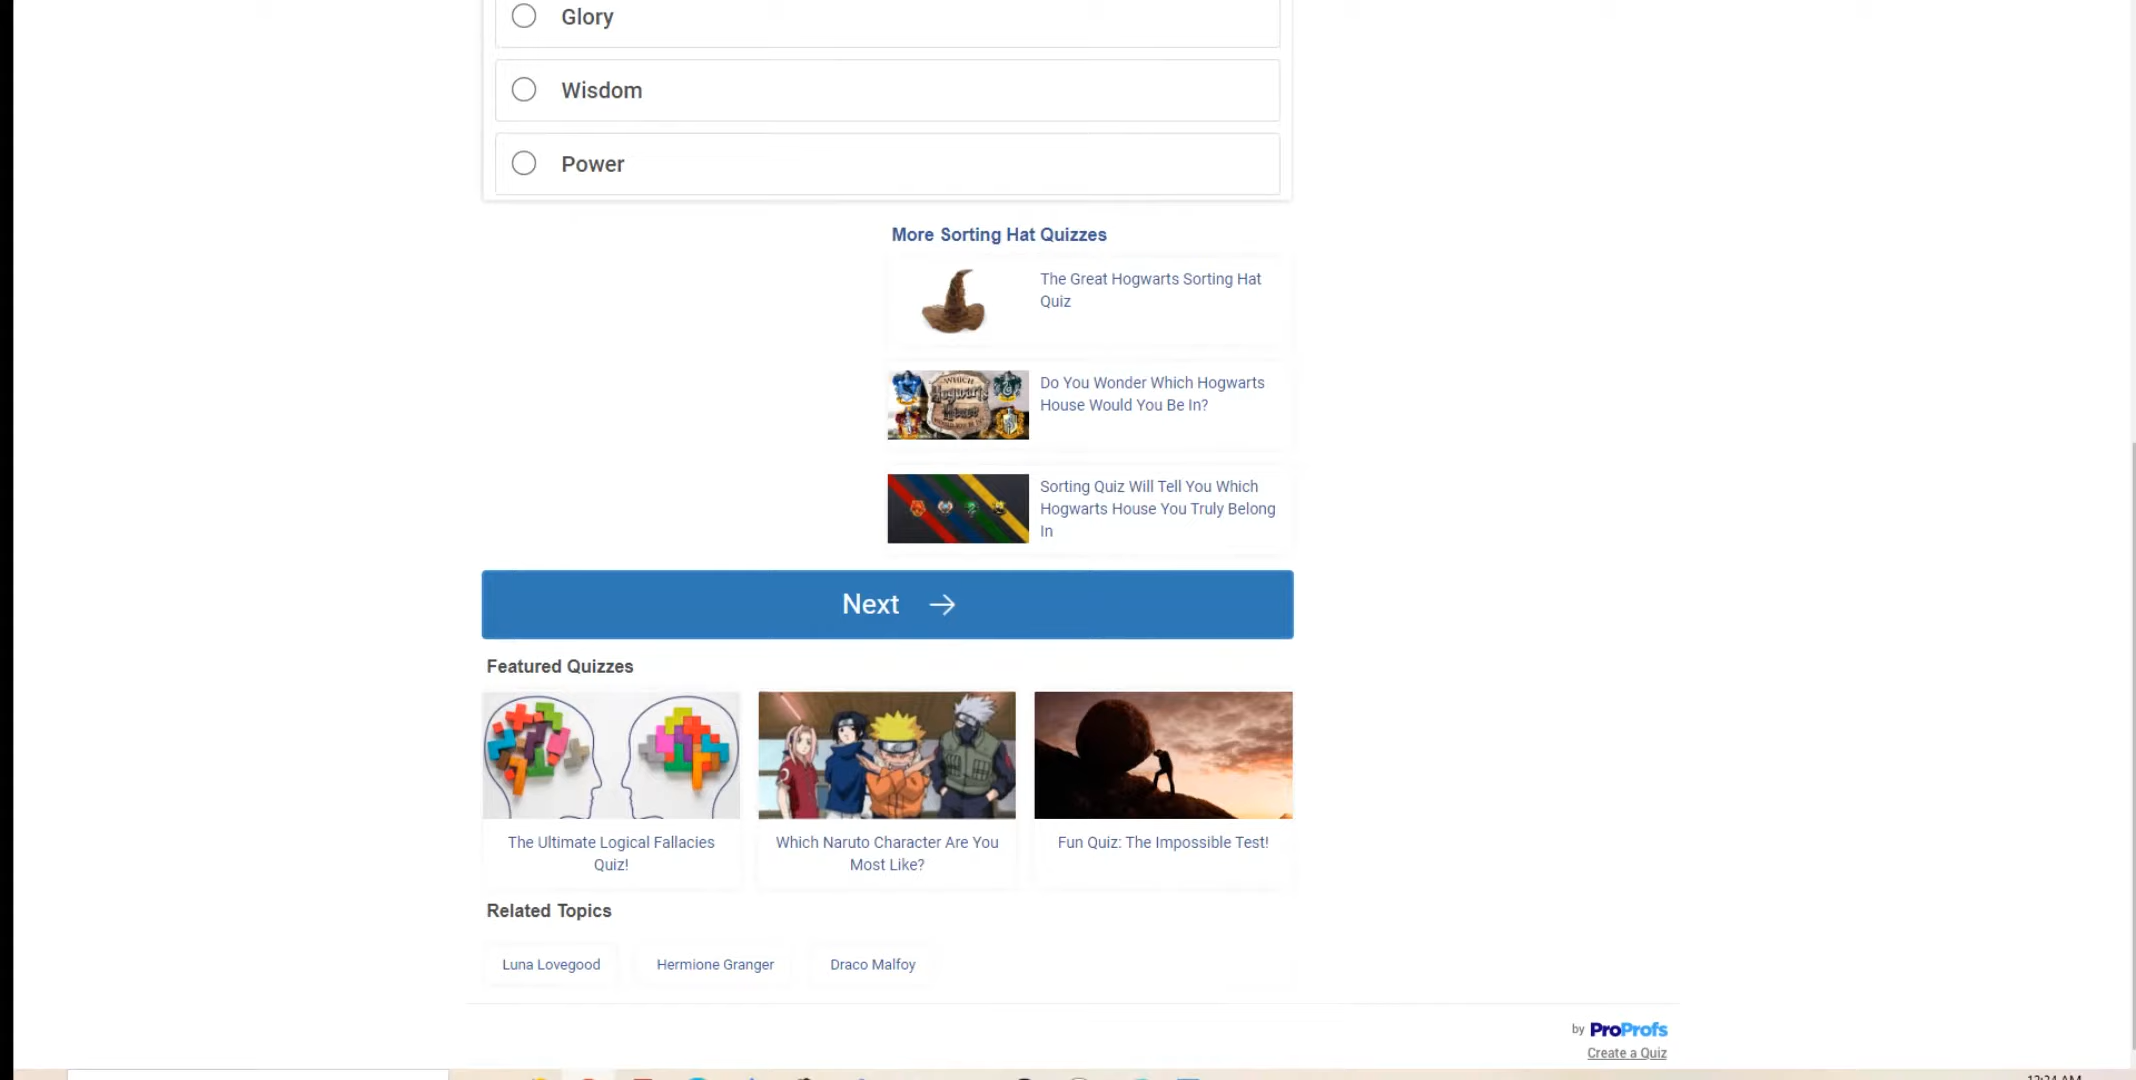 Glory
Wisdom
Power
More Sorting Hat Quizzes
The Great Hogwarts Sorting Hat
Quiz
WHICH
Hogwarts
House
Do You Wonder Which Hogwarts
House Would You Be In?
Sorting Quiz Will Tell You Which
Hogwarts House You Truly Belong
In
Next
Featured Quizzes
The Ultimate Logical Fallacies
Quiz!
Which Naruto Character Are You
Most Like?
Fun Quiz: The Impossible Test!
Related Topics
Luna Lovegood
Hermione Granger
Draco Malfoy
by ProProfs
Create a Quiz